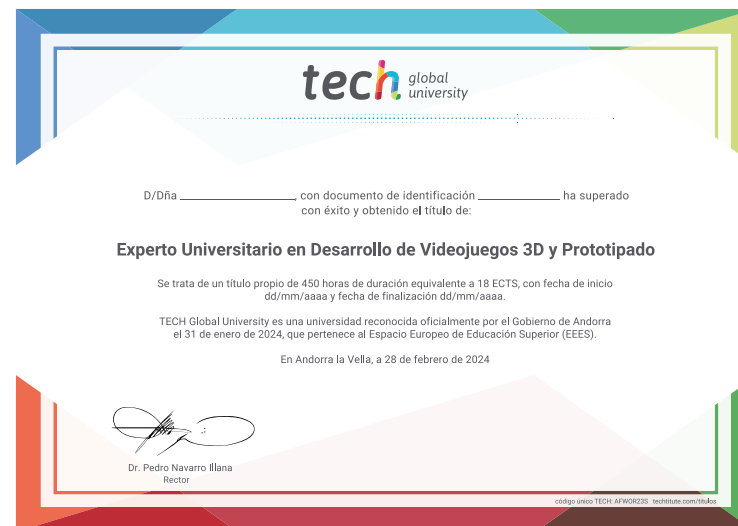 tech global university
D/Dña ____________, con documento de identificación ____________ ha superado
con éxito y obtenido el título de:
Experto Universitario en Desarrollo de Videojuegos 3D y Prototipado
Se trata de un título propio de 450 horas de duración equivalente a 18 ECTS, con fecha de inicio
dd/mm/aaaa y fecha de finalización dd/mm/aaaa.
TECH Global University es una universidad reconocida oficialmente por el Gobierno de Andorra
el 31 de enero de 2024, que pertenece al Espacio Europeo de Educación Superior (EEES).
En Andorra la Vella, a 28 de febrero de 2024
Dr. Pedro Navarro Illana
Rector
código único TECH: AFWOR23S techtitute.com/titulos